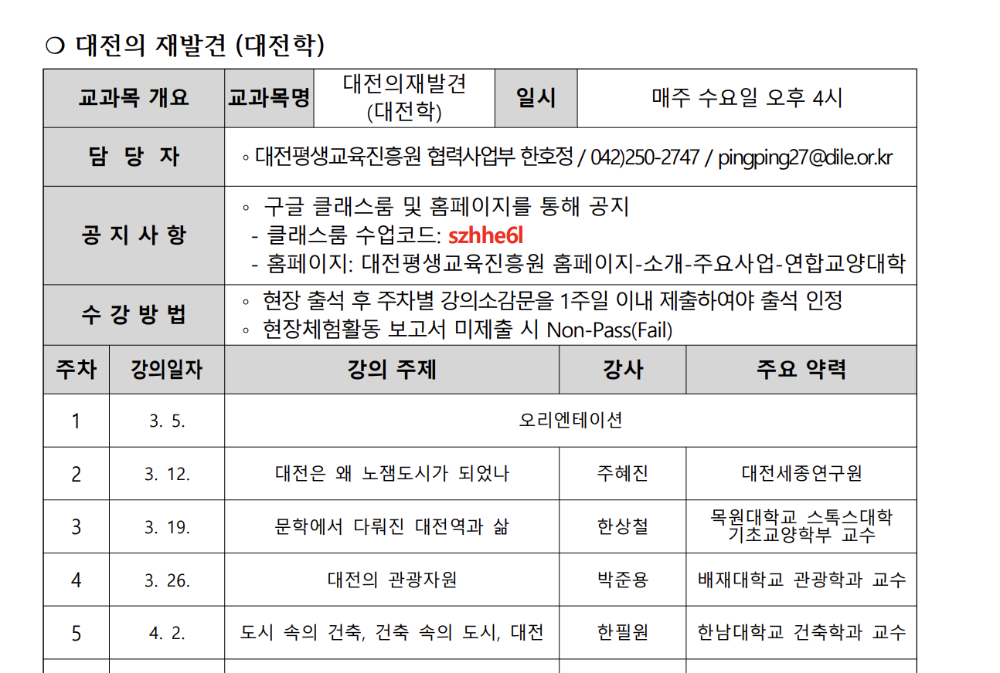 ❍ 대전의 재발견 (대전학)
교과목 개요 교과목명 대전의재발견 (대전학) 일시 매주 수요일 오후 4시
담 당 자 ◦대전평생교육진흥원 협력사업부 한호정 / 042)250-2747 / pingping27@dile.or.kr
공 지 사 항
◦ 구글 클래스룸 및 홈페이지를 통해 공지
- 클래스룸 수업코드: szhhe6l
- 홈페이지: 대전평생교육진흥원 홈페이지-소개-주요사업-연합교양대학
수 강 방 법
◦ 현장 출석 후 주차별 강의소감문을 1주일 이내 제출하여야 출석 인정
◦ 현장체험활동 보고서 미제출 시 Non-Pass(Fail)
주차 강의일자 강의 주제 강사 주요 약력
1 3. 5. 오리엔테이션
2 3. 12. 대전은 왜 노잼도시가 되었나 주혜진 대전세종연구원
3 3. 19. 문학에서 다뤄진 대전역과 삶 한상철 목원대학교 스톡스대학 기초교양학부 교수
4 3. 26. 대전의 관광자원 박준용 배재대학교 관광학과 교수
5 4. 2. 도시 속의 건축, 건축 속의 도시, 대전 한필원 한남대학교 건축학과 교수